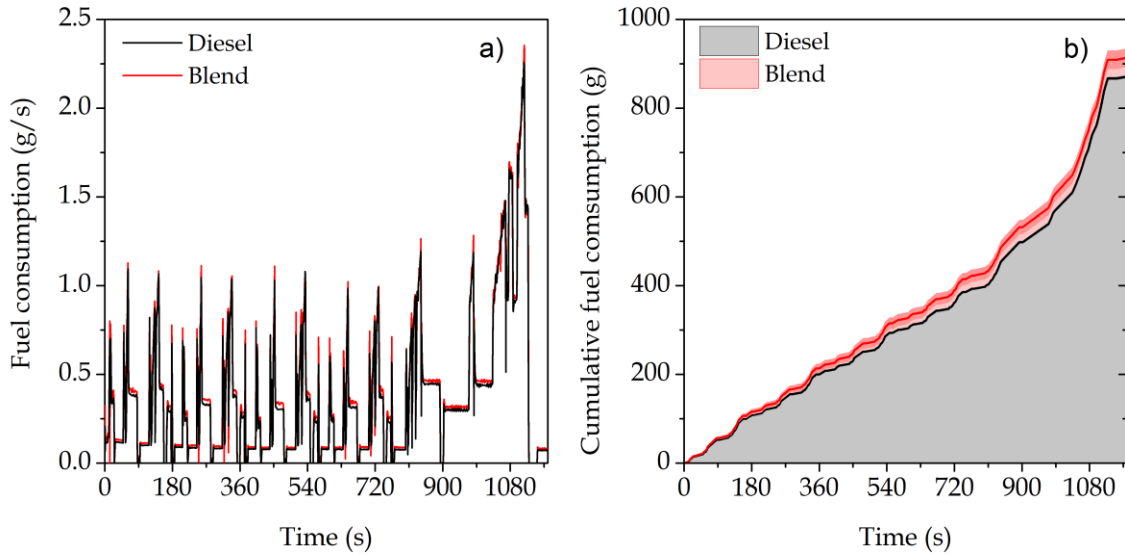 2.5
2.0
1.5
1.0
0.5
0.0
Fuel consumption (g/s)
Diesel
Blend
a)
0 180 360 540 720 900 1080
Time (s)
1000
800
600
400
200
0
Cumulative fuel comsumption (g)
Diesel
Blend
b)
0 180 360 540 720 900 1080
Time (s)